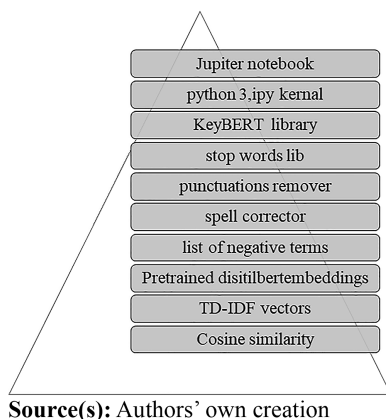 Jupiter notebook
python 3,ipy kernal
KeyBERT library
stop words lib
punctuations remover
spell corrector
list of negative terms
Pretrained disitilbertembeddings
TD-IDF vectors
Cosine similarity
Source(s): Authors' own creation